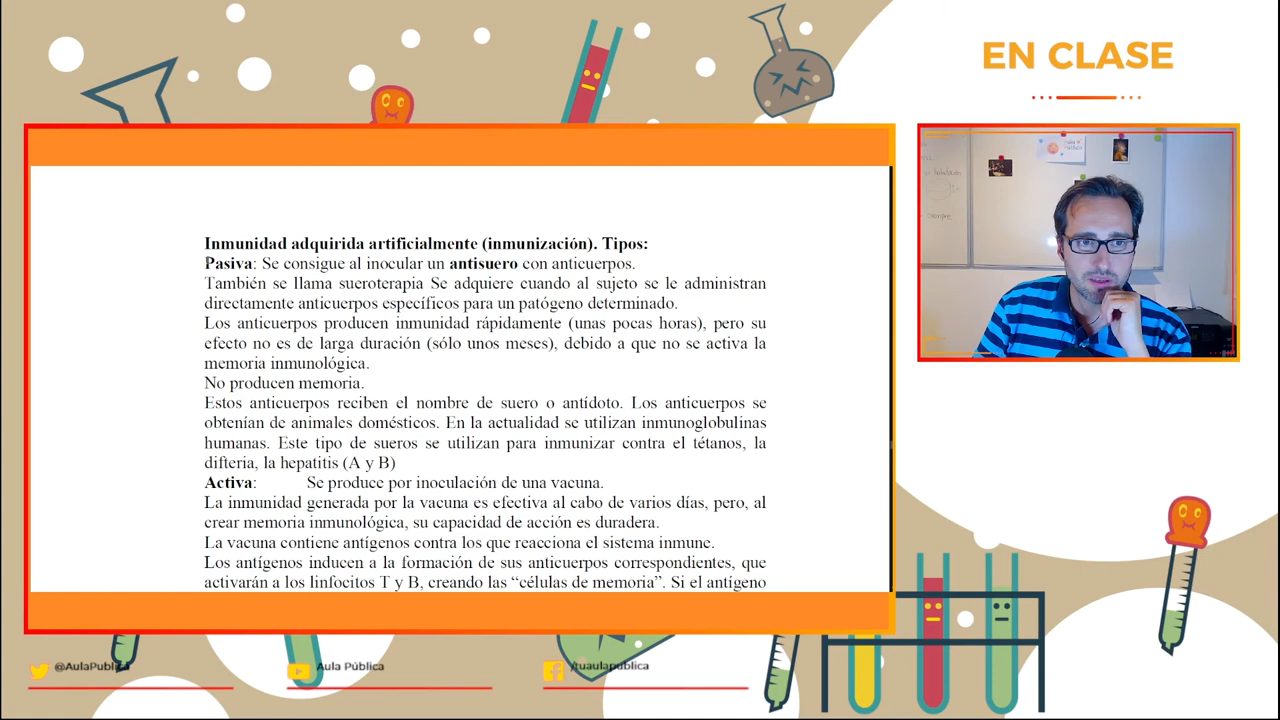 EN CLASE
Inmunidad adquirida artificialmente (inmunización). Tipos:
Pasiva: Se consigue al inocular un antisuero con anticuerpos.
También se llama sueroterapia Se adquiere cuando al sujeto se le administran
directamente anticuerpos específicos para un patógeno determinado.
Los anticuerpos producen inmunidad rápidamente (unas pocas horas), pero su
efecto no es de larga duración (sólo unos meses), debido a que no se activa la
memoria inmunológica.
No producen memoria.
Estos anticuerpos reciben el nombre de suero o antídoto. Los anticuerpos se
obtenían de animales domésticos. En la actualidad se utilizan inmunoglobulinas
humanas. Este tipo de sueros se utilizan para inmunizar contra el tétanos, la
difteria, la hepatitis (A y B)
Activa: Se produce por inoculación de una vacuna.
La inmunidad generada por la vacuna es efectiva al cabo de varios días, pero, al
crear memoria inmunológica, su capacidad de acción es duradera.
La vacuna contiene antígenos contra los que reacciona el sistema inmune.
Los antígenos inducen a la formación de sus anticuerpos correspondientes, que
activarán a los linfocitos T y B, creando las “células de memoria”. Si el antígeno
@AulaPublica
Aula Pública
/tuaulapublica